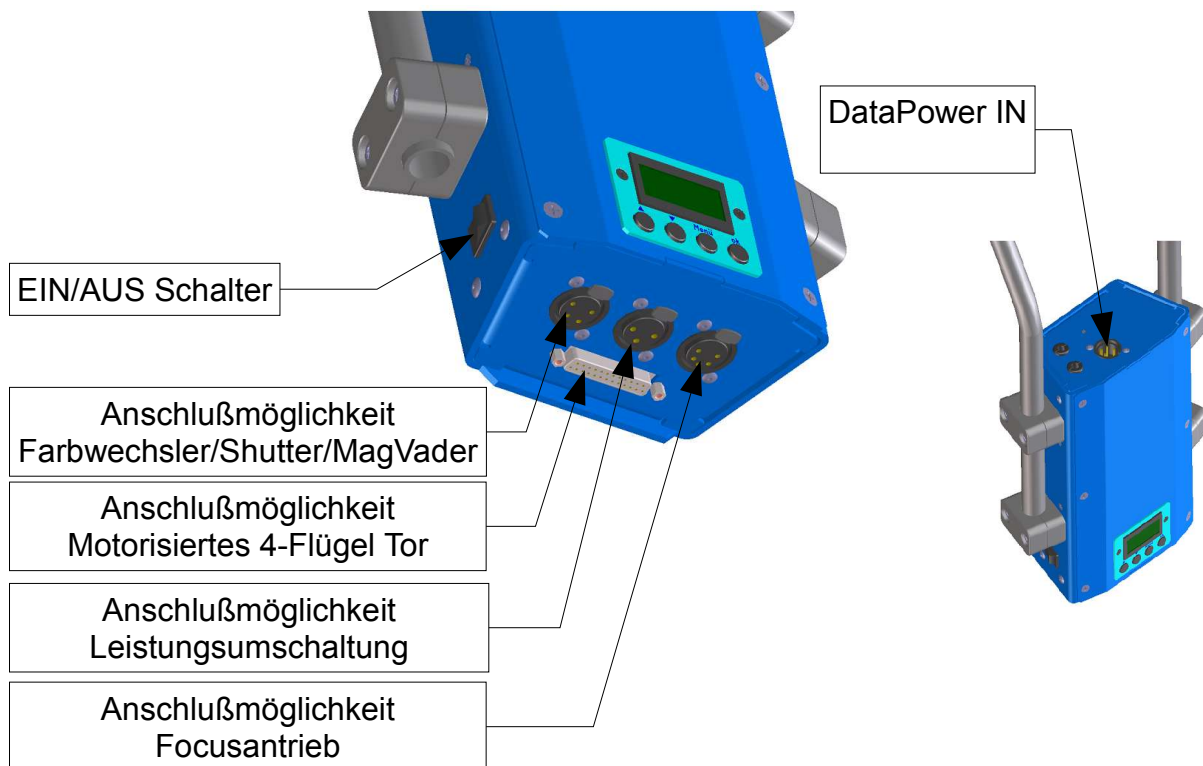 DataPower IN
▲ ▼ Menü ok
EIN/AUS Schalter
Anschlußmöglichkeit
Farbwechsler/Shutter/MagVader
Anschlußmöglichkeit
Motorisiertes 4-Flügel Tor
Anschlußmöglichkeit
Leistungsumschaltung
Anschlußmöglichkeit
Focusantrieb